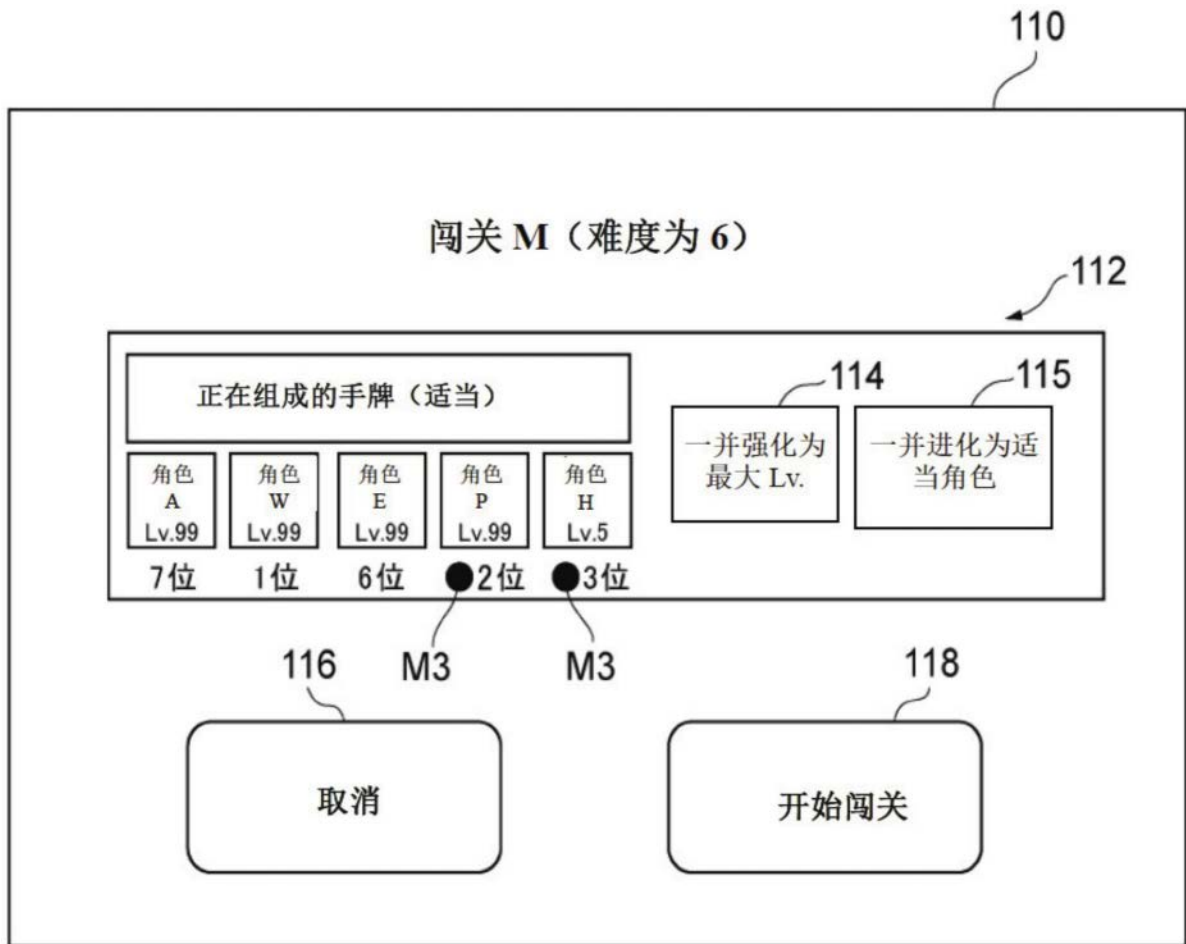 110
闯关 M（难度为 6）
112
正在组成的手牌（适当）
114
115
一并强化为
最大 Lv.
一并进化为适
当角色
角色
A
Lv.99
角色
W
Lv.99
角色
E
Lv.99
角色
P
Lv.99
角色
H
Lv.5
7位
1位
6位
2位
3位
M3
M3
116
118
取消
开始闯关